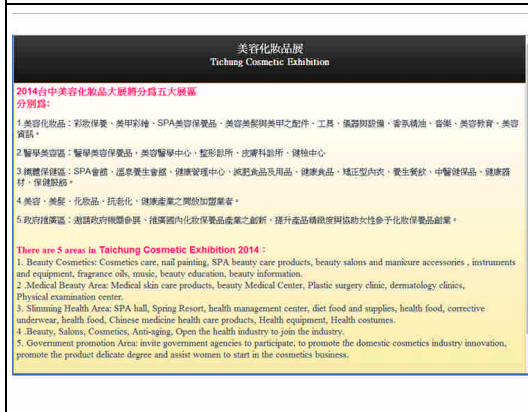 美容化妝品展
Tichung Cosmetic Exhibition
2014台中美容化妝品大展將分爲五大展區
分別爲:
1.美容化妝品：彩妝保養、美甲彩繪、SPA美容保養品、美容美髮與美甲之配件、工具、儀器與設備、香氛精油、音樂、美容教育、美容
資訊。
2.醫學美容區：醫學美容保養品、美容醫學中心、整形診所、皮膚科診所、健檢中心
3.纖體保健區：SPA會館、溫泉養生會館、健康管理中心、減肥食品及用品、健康食品、矯正型內衣、養生餐飲、中醫健保品、健康器
材、保健服飾。
4.美容、美髮、化妝品、抗老化、健康產業之開放加盟業者。
5.政府推廣區：邀請政府機關參展、推廣國內化妝保養品產業之創新、提升產品精緻度與協助女性參予化妝保養品創業。
There are 5 areas in Taichung Cosmetic Exhibition 2014：
1. Beauty Cosmetics: Cosmetics care, nail painting, SPA beauty care products, beauty salons and manicure accessories , instruments
and equipment, fragrance oils, music, beauty education, beauty information.
2 .Medical Beauty Area: Medical skin care products, beauty Medical Center, Plastic surgery clinic, dermatology clinics,
Physical examination center.
3. Slimming Health Area: SPA hall, Spring Resort, health management center, diet food and supplies, health food, corrective
underwear, health food, Chinese medicine health care products, Health equipment, Health costumes.
4 .Beauty, Salons, Cosmetics, Anti-aging, Open the health industry to join the industry.
5. Government promotion Area: invite government agencies to participate, to promote the domestic cosmetics industry innovation,
promote the product delicate degree and assist women to start in the cosmetics business.